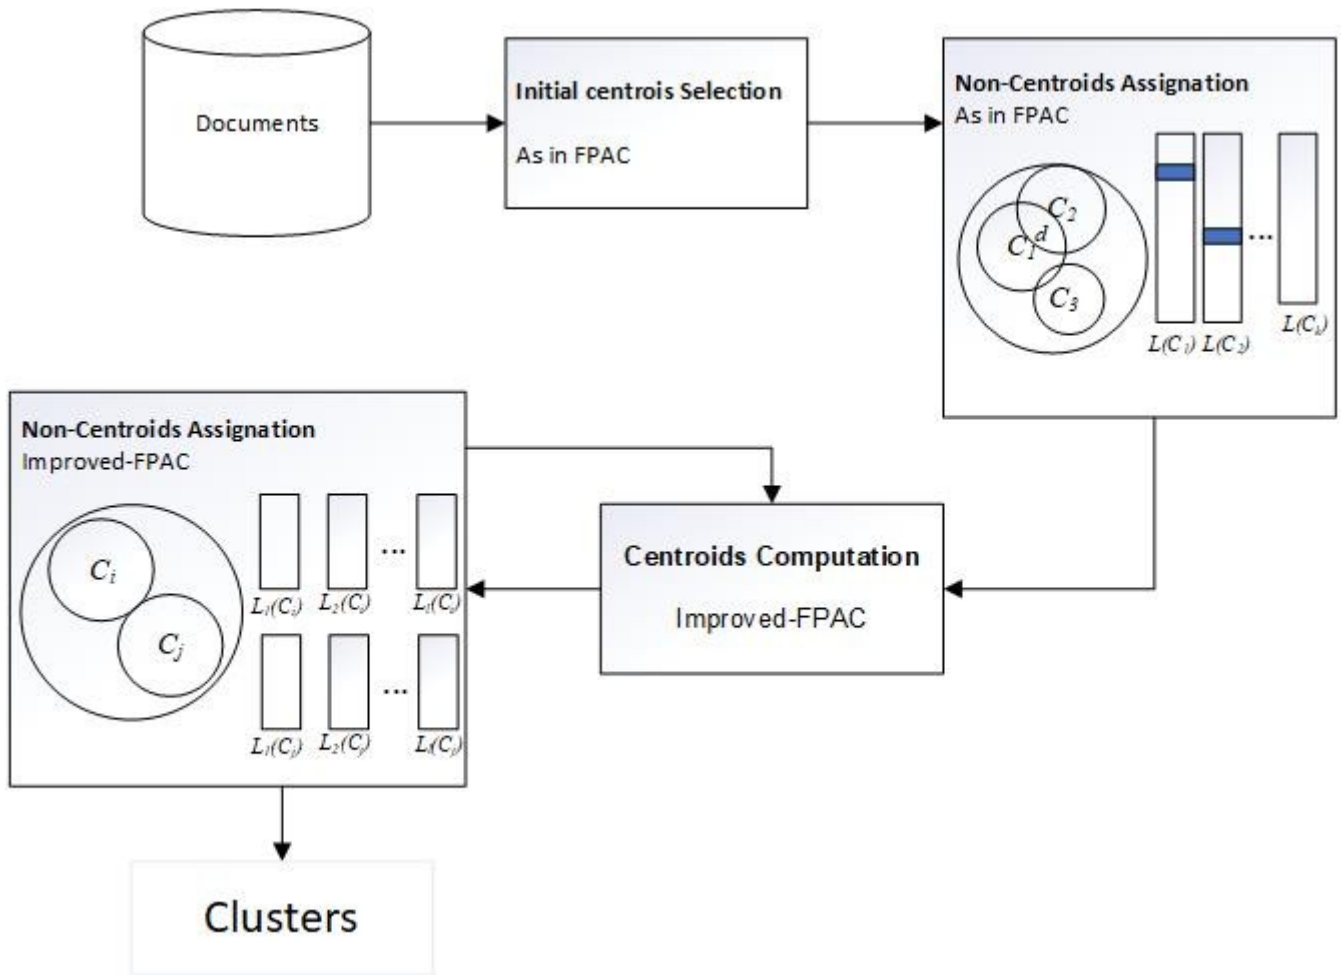 Documents
Initial centrois Selection
As in FPAC
Non-Centroids Assignation
As in FPAC
C2
C1
d
C3
...
L(C1) L(C2) L(Ck)
Non-Centroids Assignation
Improved-FPAC
Ci
Cj
...
L1(Ci) L2(Ci) Lt(Ci)
...
L1(Cj) L2(Cj) Lt(Cj)
Centroids Computation
Improved-FPAC
Clusters